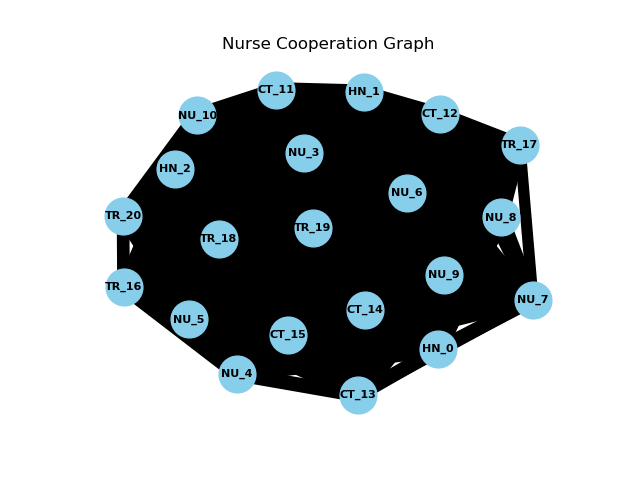 Nurse Cooperation Graph
CT_11
HN_1
NU_10
CT_12
TR_17
NU_3
HN_2
NU_6
TR_20
NU_8
TR_19
TR_18
NU_9
TR_16
NU_7
CT_14
NU_5
CT_15
HN_0
NU_4
CT_13